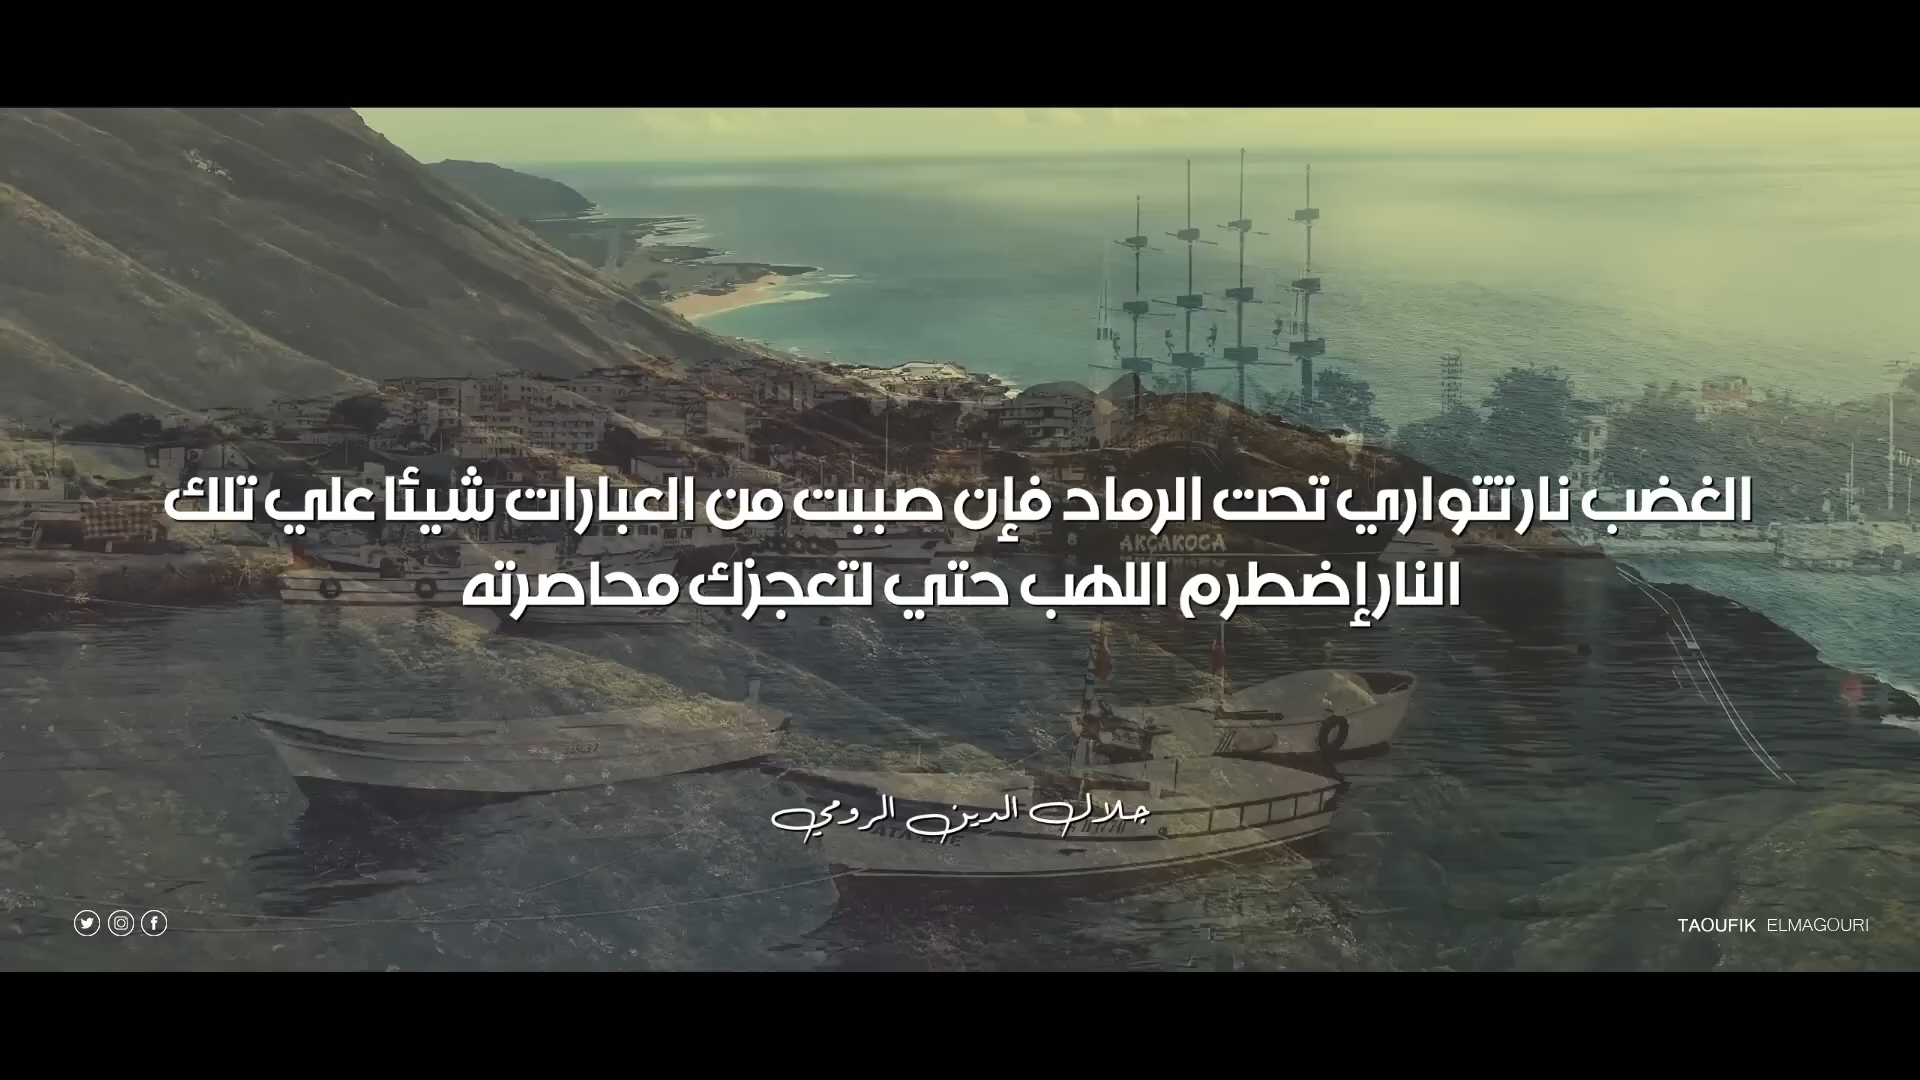 الغضب نار تتواري تحت الرماد فإن صببت من العبارات شيئا علي تلك
النار إضطرم اللهب حتي لتعجزك محاصرته
AKÇAKOCA
جلال الدين الرومي
TAOUFIK ELMAGOURI